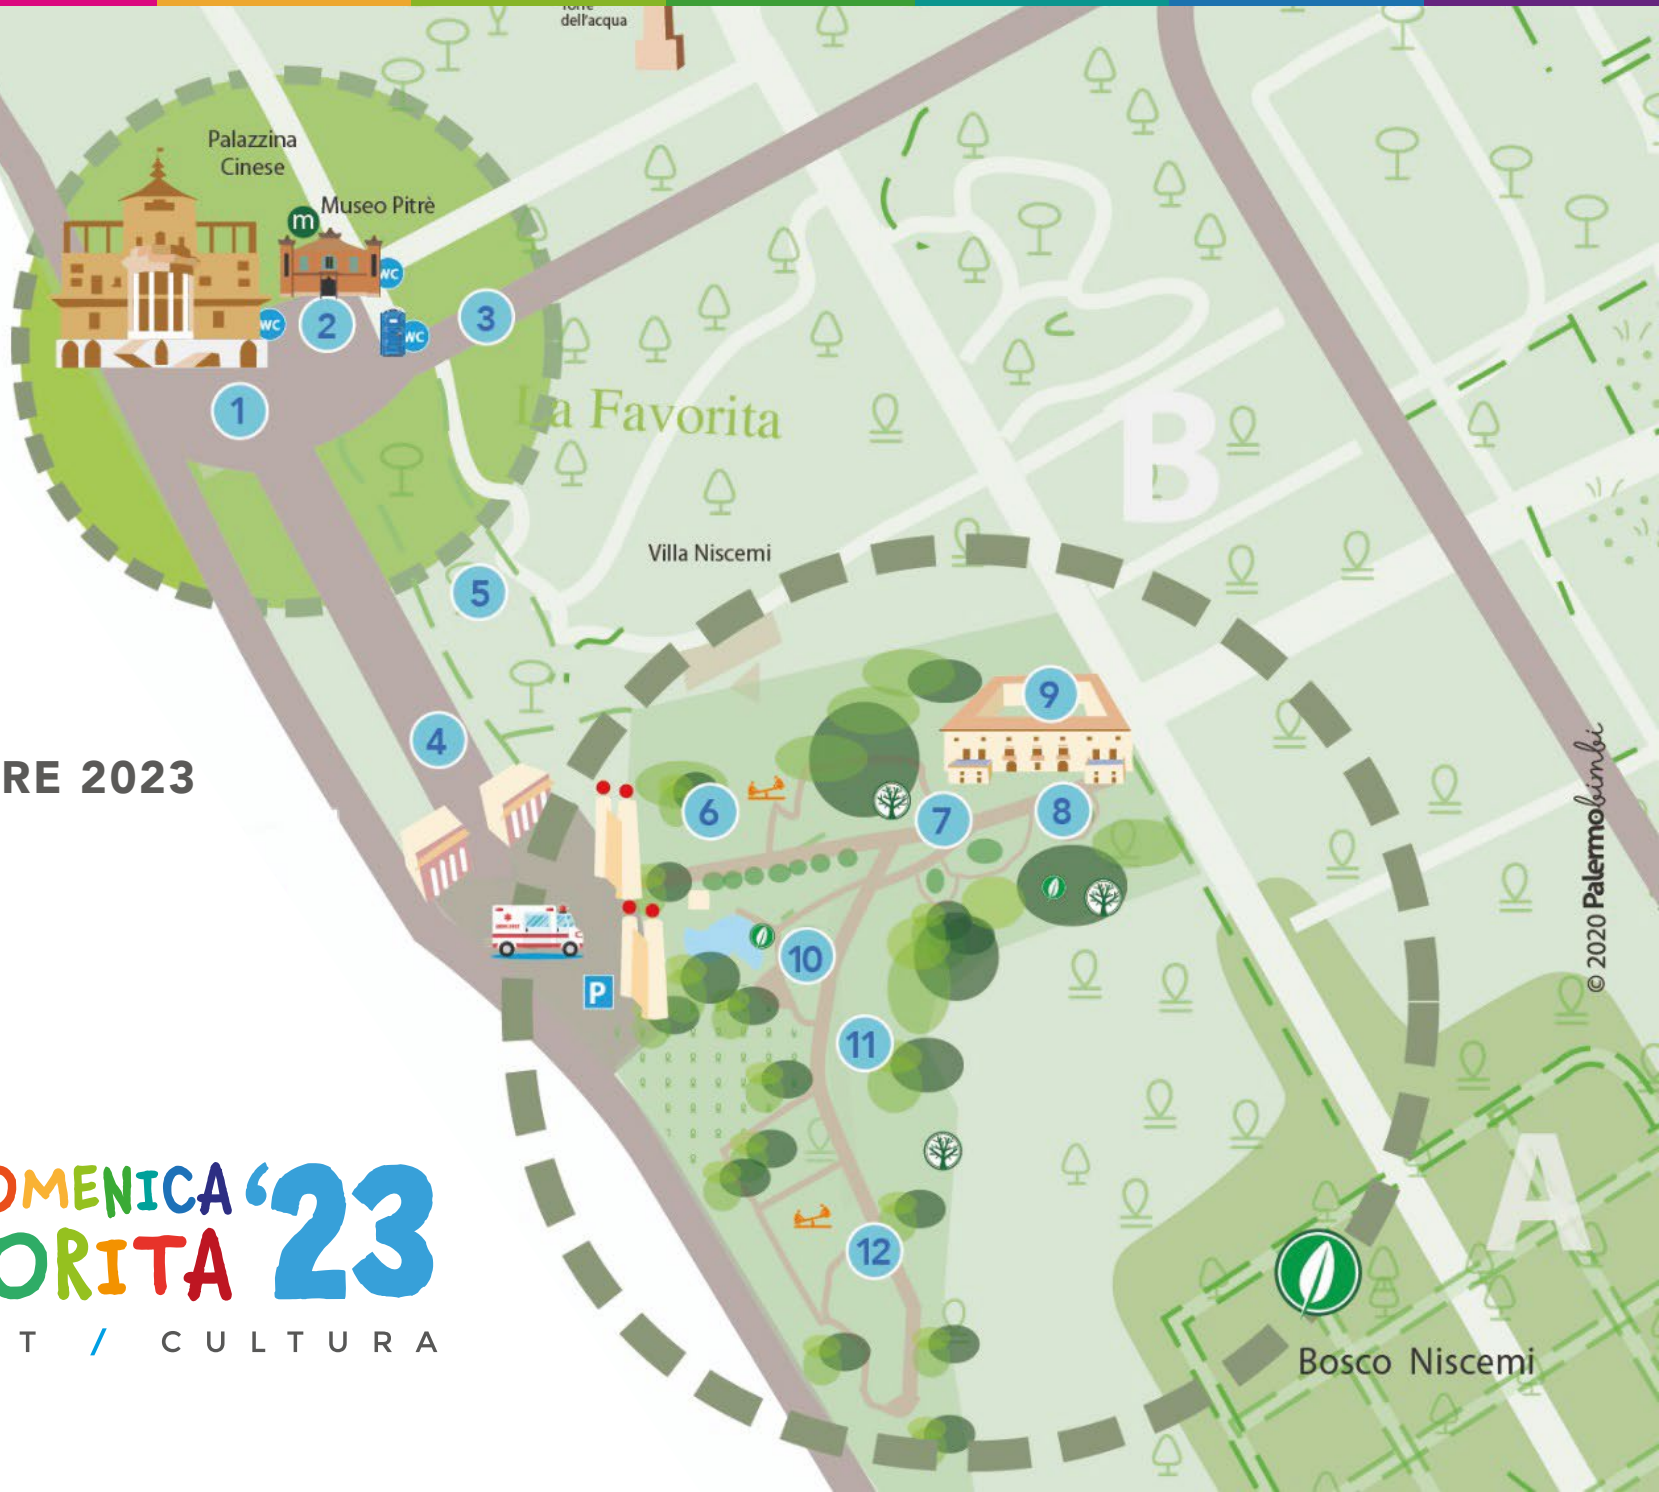 dell'acqua
Palazzina
Cinese
m
Museo Pitrè
WC
WC
2
WC
3
1
La Favorita
B
Villa Niscemi
5
9
4
RE 2023
6
7
8
10
P
11
© 2020 Palermobimbi
A
12
OMENICA '23
ORITA
T / CULTURA
Bosco Niscemi